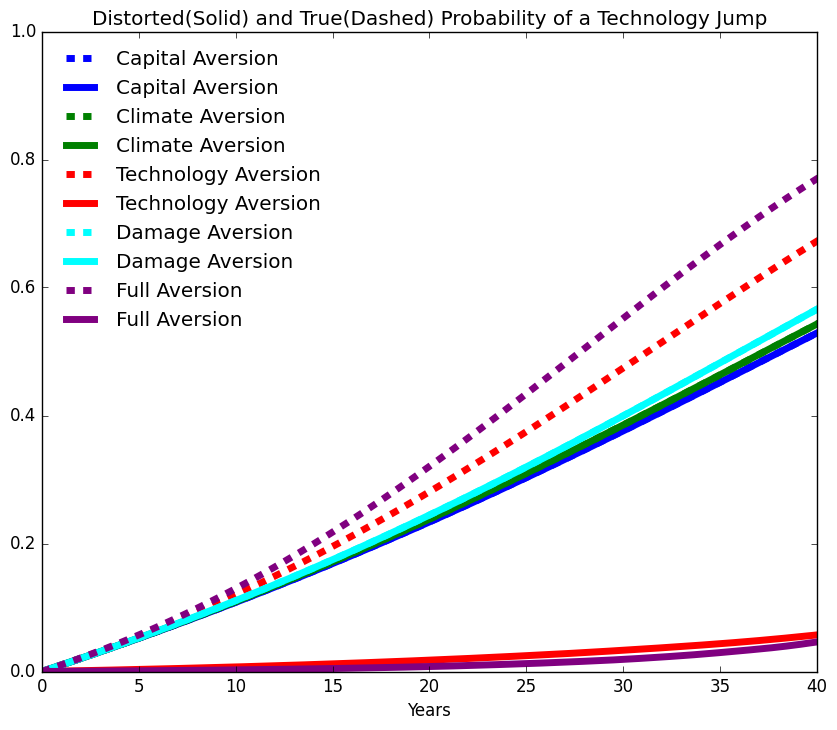 Distorted(Solid) and True(Dashed) Probability of a Technology Jump
1.0
Capital Aversion
Capital Aversion
Climate Aversion
Climate Aversion
0.8
Technology Aversion
Technology Aversion
Damage Aversion
Damage Aversion
0.6
Full Aversion
Full Aversion
0.4
0.2
0.0
0 5 10 15 20 25 30 35 40
Years